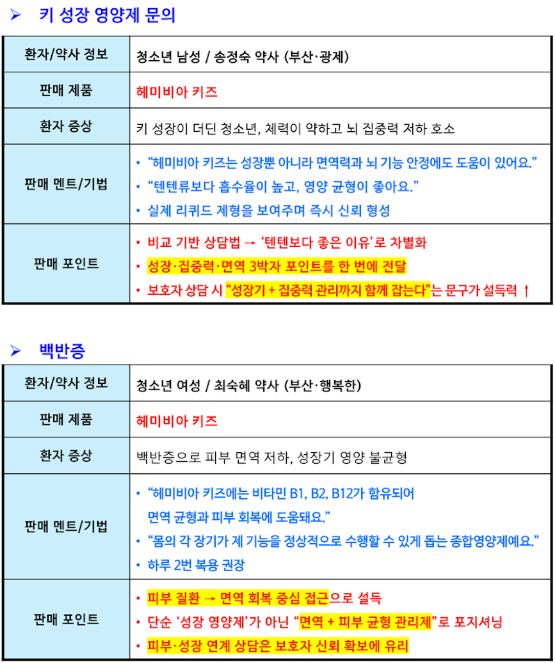 ➢ 키 성장 영양제 문의
환자/약사 정보 청소년 남성 / 송정숙 약사 (부산·광제)
판매 제품 헤미비아 키즈
환자 증상 키 성장이 더딘 청소년, 체력이 약하고 뇌 집중력 저하 호소
판매 멘트/기법
• “헤미비아 키즈는 성장뿐 아니라 면역력과 뇌 기능 안정에도 도움이 있어요.”
• “텐텐류보다 흡수율이 높고, 영양 균형이 좋아요.”
• 실제 리퀴드 제형을 보여주며 즉시 신뢰 형성
판매 포인트
• 비교 기반 상담법 → ‘텐텐보다 좋은 이유’로 차별화
• 성장·집중력·면역 3박자 포인트를 한 번에 전달
• 보호자 상담 시 “성장기 + 집중력 관리까지 함께 잡는다”는 문구가 설득력 ↑
➢ 백반증
환자/약사 정보 청소년 여성 / 최숙혜 약사 (부산·행복한)
판매 제품 헤미비아 키즈
환자 증상 백반증으로 피부 면역 저하, 성장기 영양 불균형
판매 멘트/기법
• “헤미비아 키즈에는 비타민 B1, B2, B12가 함유되어
면역 균형과 피부 회복에 도움돼요.”
• “몸의 각 장기가 제 기능을 정상적으로 수행할 수 있게 돕는 종합영양제예요.”
• 하루 2번 복용 권장
판매 포인트
• 피부 질환 → 면역 회복 중심 접근으로 설득
• 단순 ‘성장 영양제’가 아닌 “면역 + 피부 균형 관리제”로 포지셔닝
• 피부·성장 연계 상담은 보호자 신뢰 확보에 유리